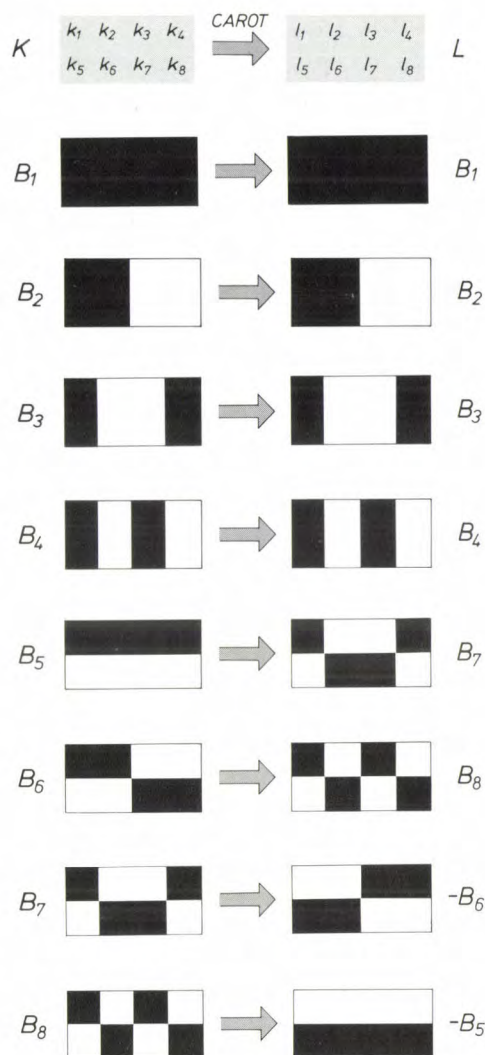 CAROT
K k₁ k₂ k₃ k₄ l₁ l₂ l₃ l₄ L
k₅ k₆ k₇ k₈ l₅ l₆ l₇ l₈
B₁ B₁
B₂ B₂
B₃ B₃
B₄ B₄
B₅ B₇
B₆ B₈
B₇ -B₆
B₈ -B₅